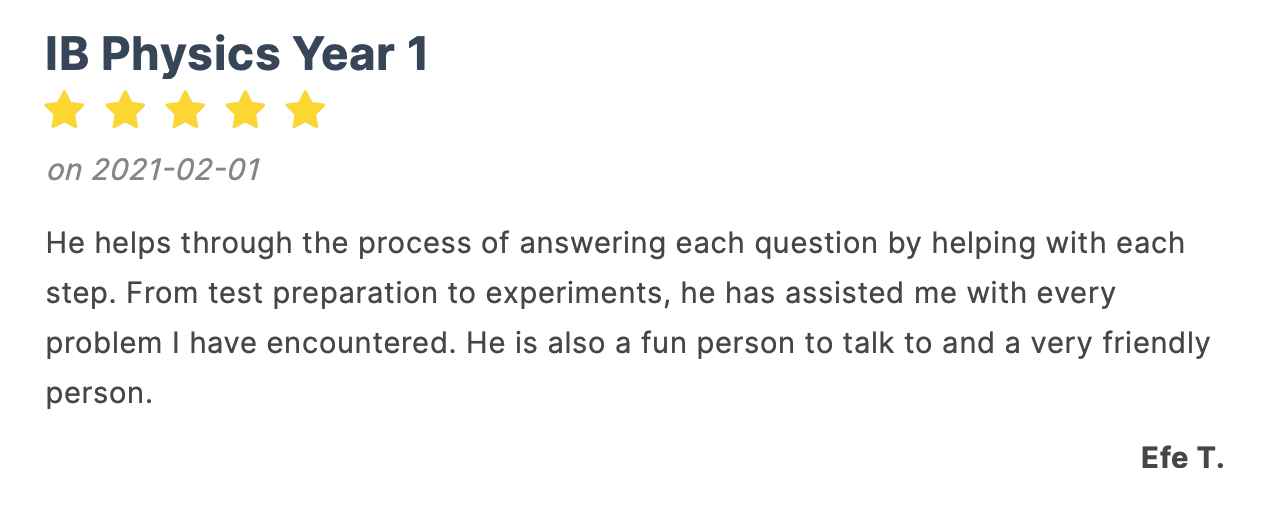 IB Physics Year 1
on 2021-02-01
He helps through the process of answering each question by helping with each
step. From test preparation to experiments, he has assisted me with every
problem I have encountered. He is also a fun person to talk to and a very friendly
person.
Efe T.